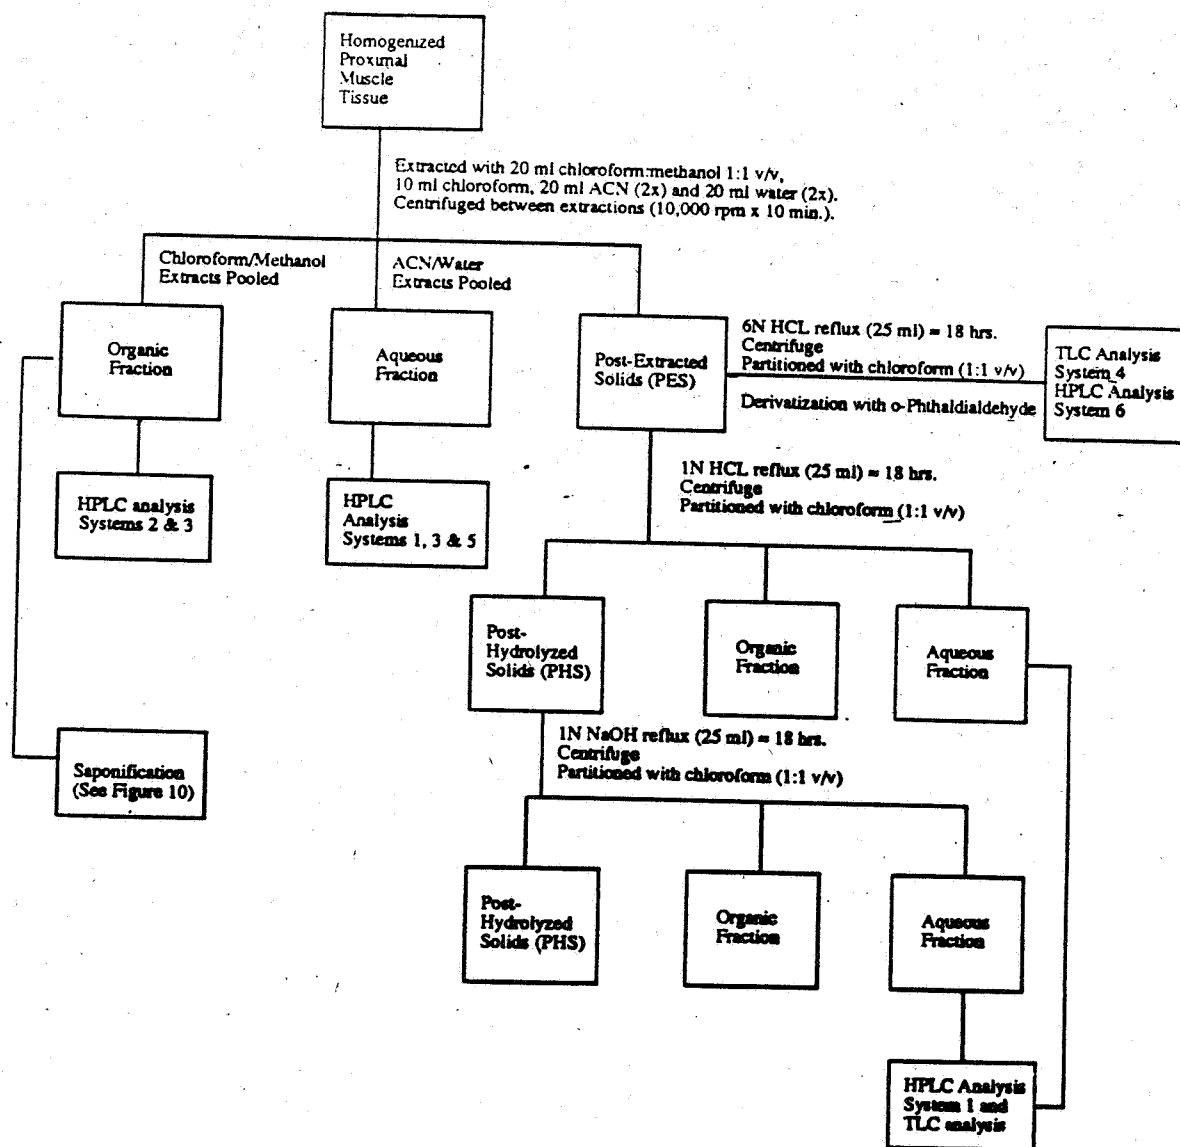 Homogenized
Proximal
Muscle
Tissue
Extracted with 20 ml chloroform:methanol 1:1 v/v,
10 ml chloroform, 20 ml ACN (2x) and 20 ml water (2x).
Centrifuged between extractions (10,000 rpm x 10 min.).
Chloroform/Methanol
Extracts Pooled
ACN/Water
Extracts Pooled
Organic
Fraction
Aqueous
Fraction
Post-Extracted
Solids (PES)
6N HCL reflux (25 ml) ≈ 18 hrs.
Centrifuge
Partitioned with chloroform (1:1 v/v)
Derivatization with o-Phthaldialdehyde
TLC Analysis
System 4
HPLC Analysis
System 6
HPLC analysis
Systems 2 & 3
HPLC
Analysis
Systems 1, 3 & 5
1N HCL reflux (25 ml) ≈ 18 hrs.
Centrifuge
Partitioned with chloroform (1:1 v/v)
Post-
Hydrolyzed
Solids (PHS)
Organic
Fraction
Aqueous
Fraction
1N NaOH reflux (25 ml) ≈ 18 hrs.
Centrifuge
Partitioned with chloroform (1:1 v/v)
Saponification
(See Figure 10)
Post-
Hydrolyzed
Solids (PHS)
Organic
Fraction
Aqueous
Fraction
HPLC Analysis
System 1 and
TLC analysis